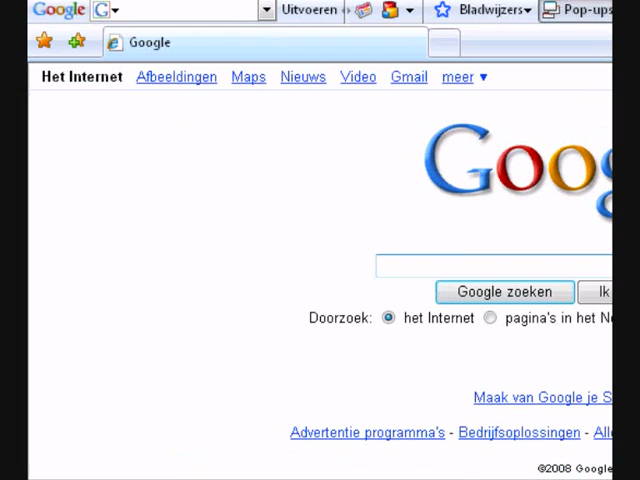 Google Uitvoeren Bladwijzers Pop-ups
Google
Het Internet Afbeeldingen Maps Nieuws Video Gmail meer
Goog
Google zoeken Ik
Doorzoek: het Internet pagina's in het
Maak van Google je S
Advertentie programma's - Bedrijfsoplossingen -
©2008 Google